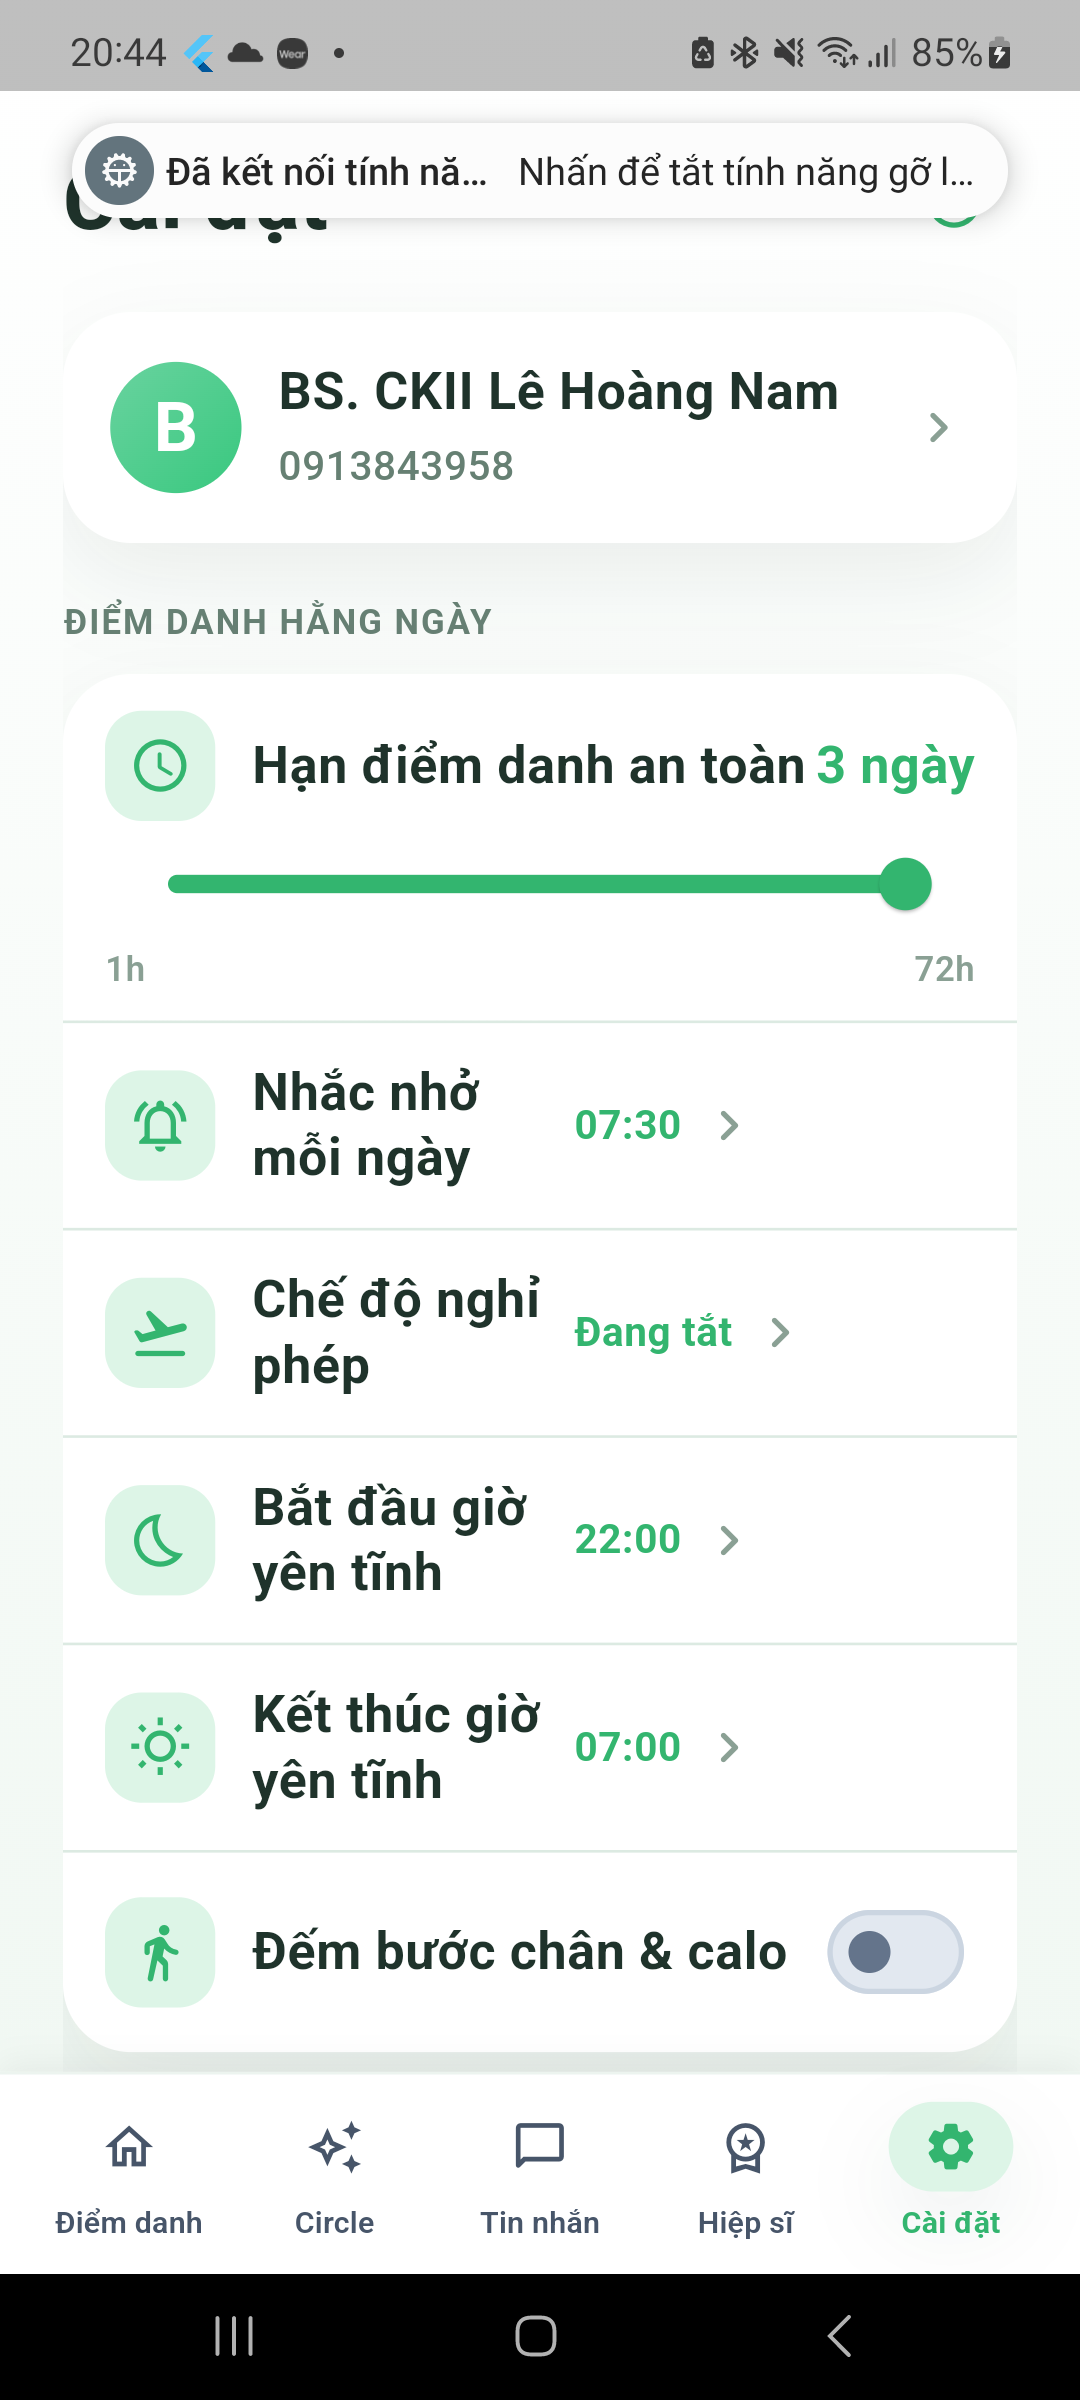 20:44
Wear
85%
Đã kết nối tính nă... Nhấn để tắt tính năng gỡ l...
Cài đặt
B
BS. CKII Lê Hoàng Nam
0913843958
ĐIỂM DANH HẰNG NGÀY
Hạn điểm danh an toàn 3 ngày
1h 72h
Nhắc nhở
mỗi ngày
07:30
Chế độ nghỉ
phép
Đang tắt
Bắt đầu giờ
yên tĩnh
22:00
Kết thúc giờ
yên tĩnh
07:00
Đếm bước chân & calo
Điểm danh
Circle
Tin nhắn
Hiệp sĩ
Cài đặt